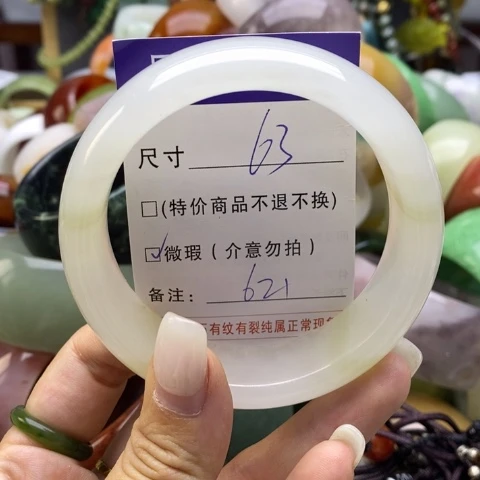 尺寸 63
□(特价商品不退不换)
☑微瑕(介意勿拍)
备注: 621
有纹有裂纯属正常现